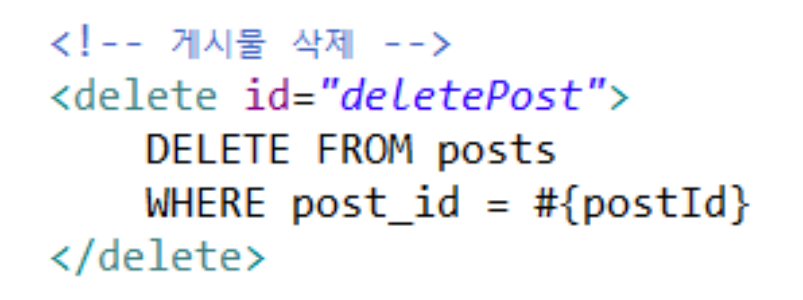 <!-- 게시물 삭제 -->
<delete id="deletePost">
DELETE FROM posts
WHERE post_id = #{postId}
</delete>